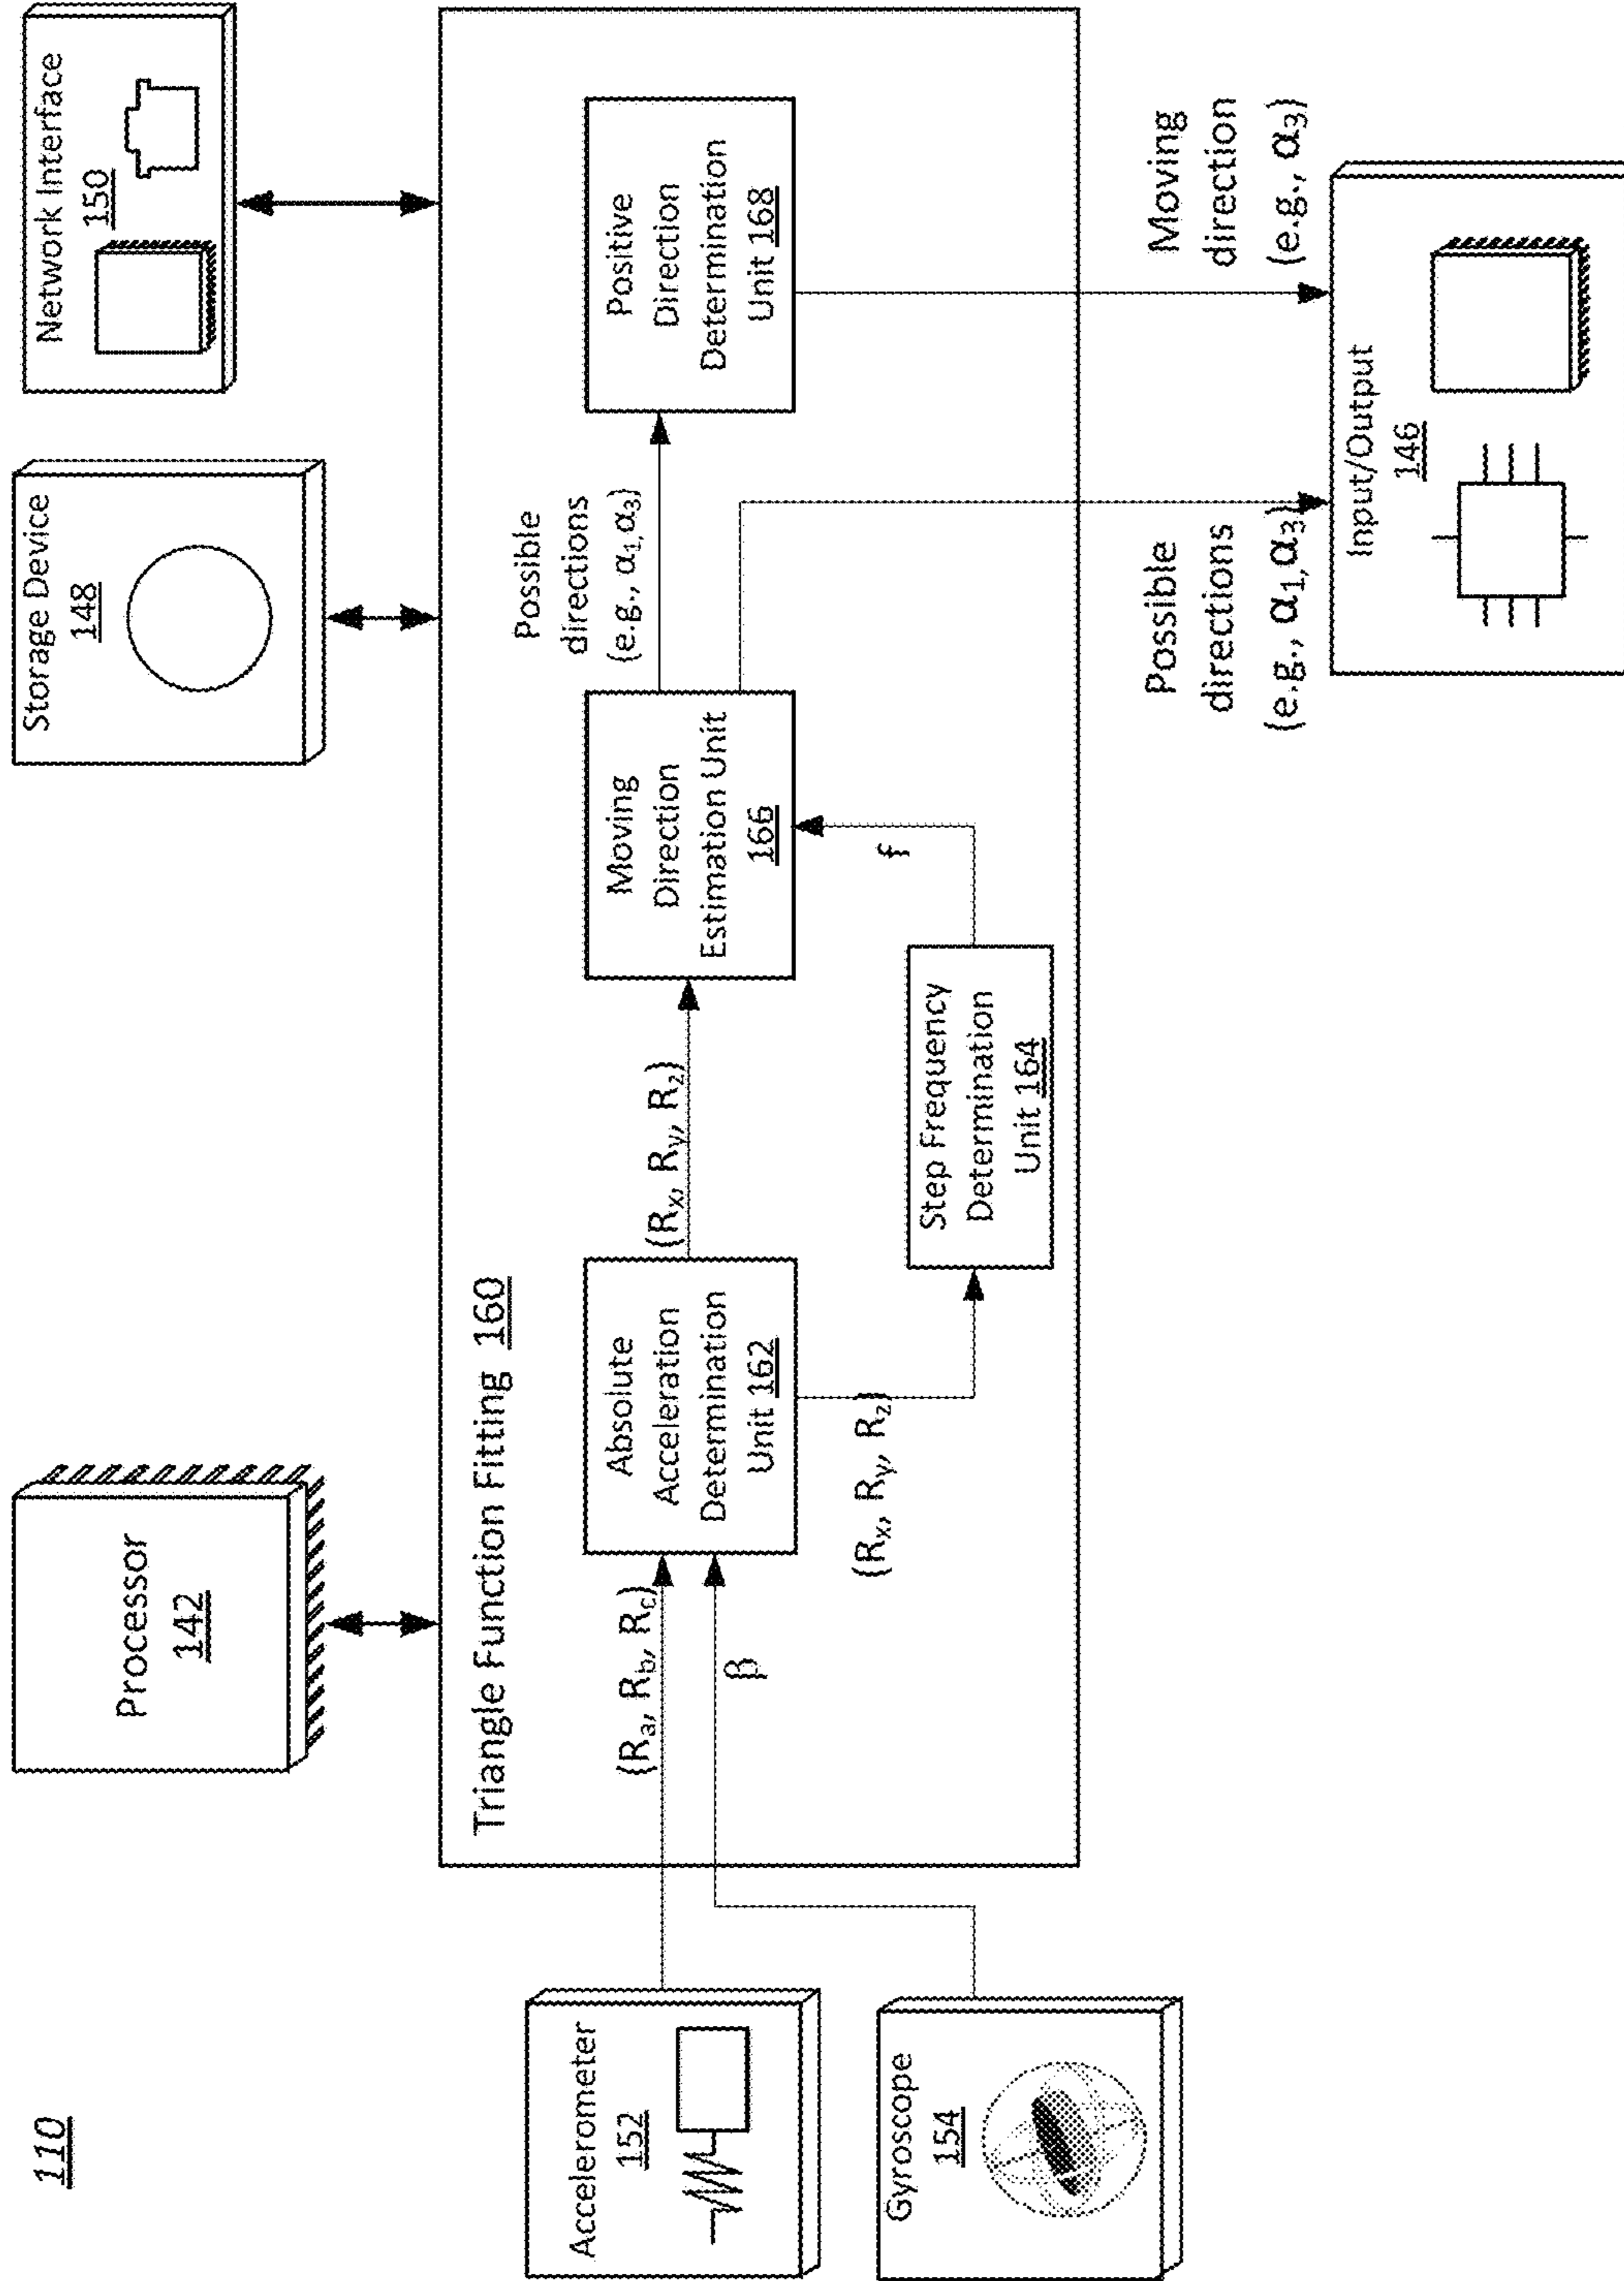 110
Processor
142
Storage Device
148
Network Interface
150
Accelerometer
152
Gyroscope
154
Triangle Function Fitting 160
(Ra, Rb, Rc)
β
Absolute
Acceleration
Determination
Unit 162
(Rx, Ry, Rz)
(Rx, Ry, Rz)
Step Frequency
Determination
Unit 164
f
Moving
Direction
Estimation Unit
166
Possible
directions
(e.g., α1, α3)
Positive
Direction
Determination
Unit 168
Possible
directions
(e.g., α1, α3)
Moving
direction
(e.g., α3)
Input/Output
146